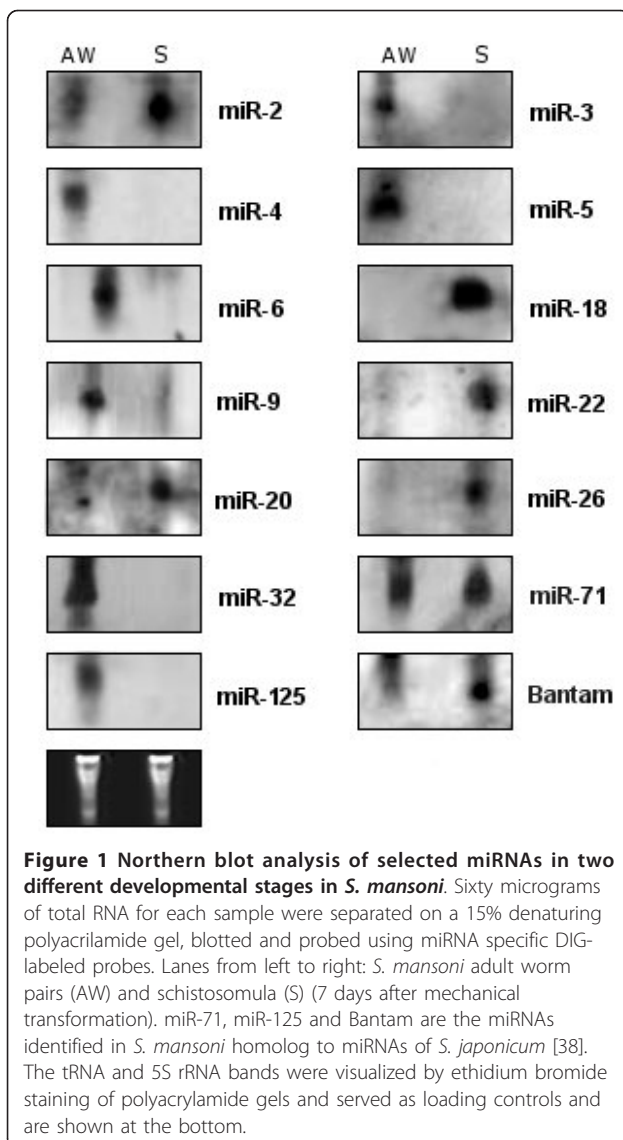 AW S AW S
miR-2 miR-3
miR-4 miR-5
miR-6 miR-18
miR-9 miR-22
miR-20 miR-26
miR-32 miR-71
miR-125 Bantam
Figure 1 Northern blot analysis of selected miRNAs in two
different developmental stages in S. mansoni. Sixty micrograms
of total RNA for each sample were separated on a 15% denaturing
polyacrilamide gel, blotted and probed using miRNA specific DIG-
labeled probes. Lanes from left to right: S. mansoni adult worm
pairs (AW) and schistosomula (S) (7 days after mechanical
transformation). miR-71, miR-125 and Bantam are the miRNAs
identified in S. mansoni homolog to miRNAs of S. japonicum [38].
The tRNA and 5S rRNA bands were visualized by ethidium bromide
staining of polyacrylamide gels and served as loading controls and
are shown at the bottom.